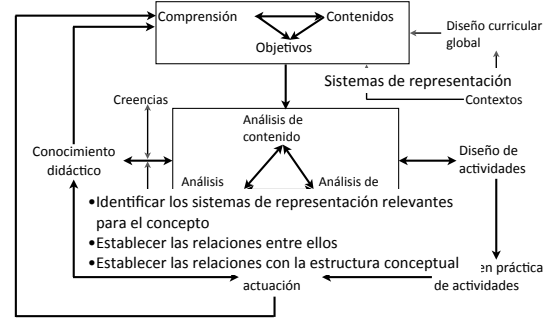 Comprensión
Contenidos
Objetivos
Diseño curricular
global
Sistemas de representación
Contextos
Creencias
Análisis de
contenido
Conocimiento
didáctico
Diseño de
actividades
Análisis
Análisis de
•Identificar los sistemas de representación relevantes
para el concepto
•Establecer las relaciones entre ellos
•Establecer las relaciones con la estructura conceptual
en práctica
de actividades
actuación